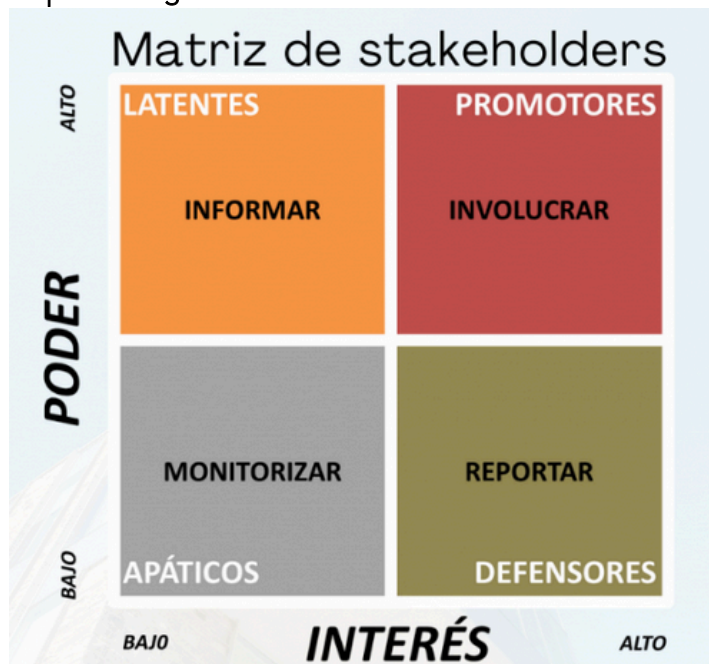 Matriz de stakeholders
ALTO
LATENTES
PROMOTORES
INFORMAR
INVOLUCRAR
PODER
MONITORIZAR
REPORTAR
BAJO
APÁTICOS
DEFENSORES
BAJO
INTERÉS
ALTO